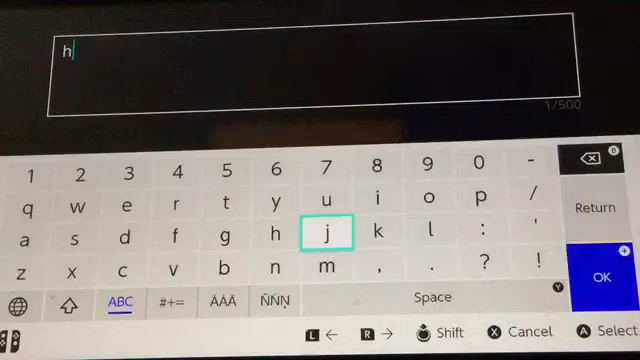 h
1/500
1 2 3 4 5 6 7 8 9 0 -
q w e r t y u i o p / Return
a s d f g h j k l : '
z x c v b n m , . ? ! OK
ABC #+= ÀÁÂ ÑÑŅ Space
L ← R → Shift X Cancel A Select
B
+
Y